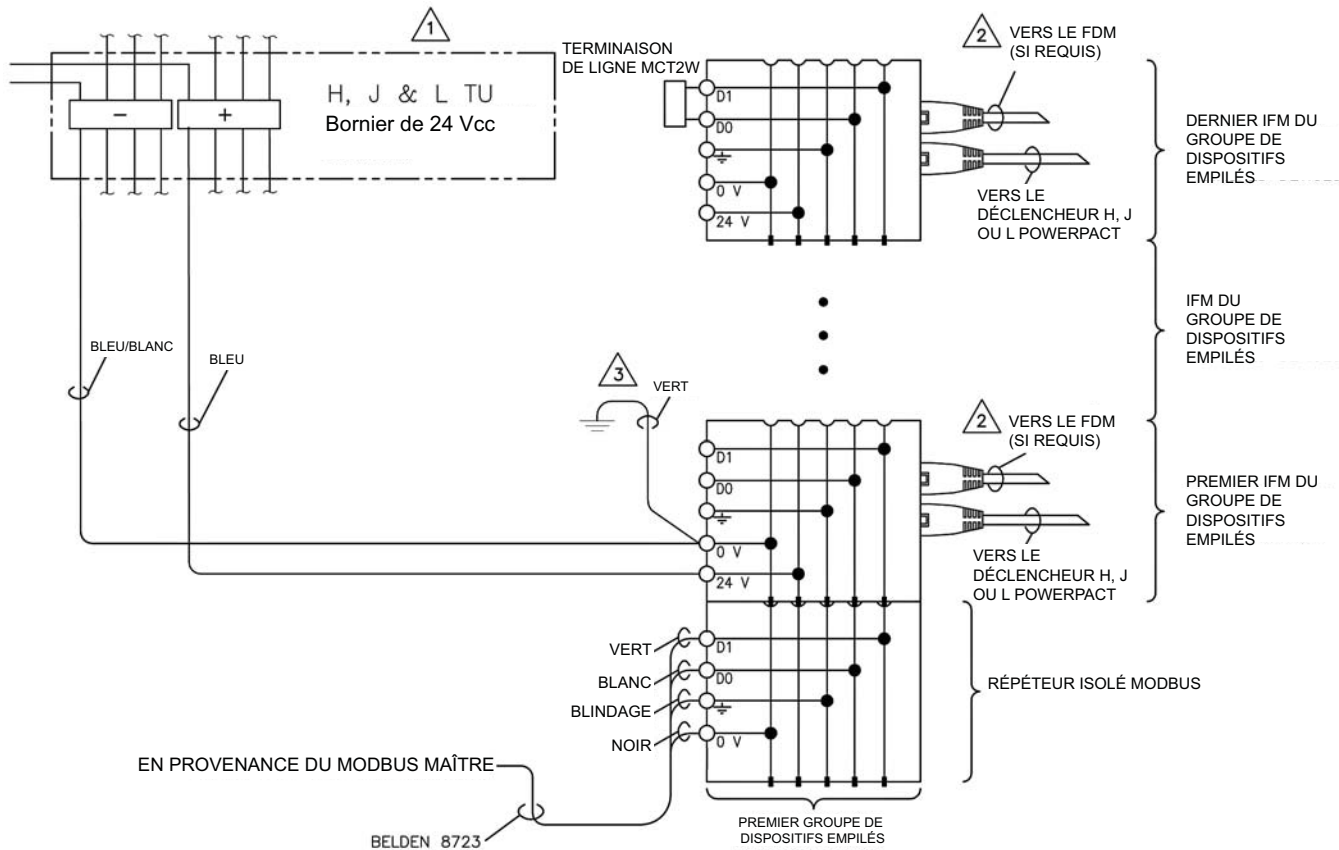 1
H, J & L TU
Bornier de 24 Vcc
−
+
TERMINAISON
DE LIGNE MCT2W
D1
D0
0 V
24 V
2
VERS LE FDM
(SI REQUIS)
VERS LE
DÉCLENCHEUR H, J
OU L POWERPACT
DERNIER IFM DU
GROUPE DE
DISPOSITIFS
EMPILÉS
IFM DU
GROUPE DE
DISPOSITIFS
EMPILÉS
BLEU/BLANC
BLEU
3
VERT
D1
D0
0 V
24 V
2
VERS LE FDM
(SI REQUIS)
VERS LE
DÉCLENCHEUR H, J
OU L POWERPACT
PREMIER IFM DU
GROUPE DE
DISPOSITIFS
EMPILÉS
VERT
BLANC
BLINDAGE
NOIR
D1
D0
0 V
RÉPÉTEUR ISOLÉ MODBUS
EN PROVENANCE DU MODBUS MAÎTRE
BELDEN 8723
PREMIER GROUPE DE
DISPOSITIFS EMPILÉS